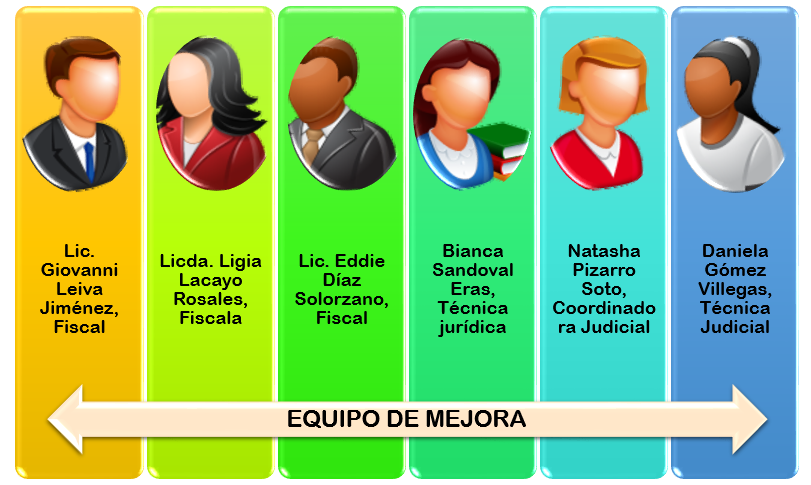 Lic.
Giovanni
Leiva
Jiménez,
Fiscal
Licda. Ligia
Lacayo
Rosales,
Fiscala
Lic. Eddie
Díaz
Solorzano,
Fiscal
Bianca
Sandoval
Eras,
Técnica
jurídica
Natasha
Pizarro
Soto,
Coordinado
ra Judicial
Daniela
Gómez
Villegas,
Técnica
Judicial
EQUIPO DE MEJORA